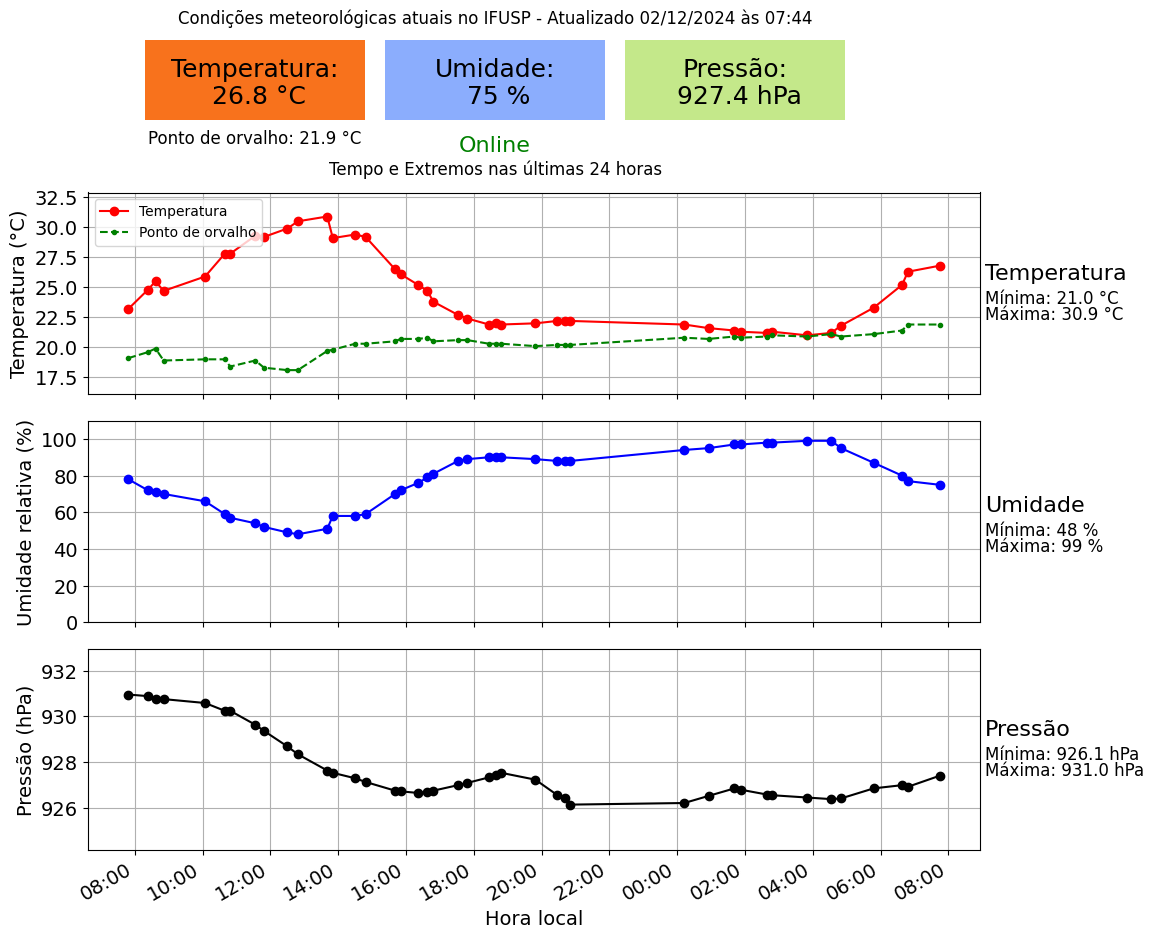 Condições meteorológicas atuais no IFUSP - Atualizado 02/12/2024 às 07:44
Temperatura:
26.8 °C
Umidade:
75 %
Pressão:
927.4 hPa
Ponto de orvalho: 21.9 °C
Online
Tempo e Extremos nas últimas 24 horas
Temperatura (°C)
32.5
30.0
27.5
25.0
22.5
20.0
17.5
Temperatura
Ponto de orvalho
Temperatura
Mínima: 21.0 °C
Máxima: 30.9 °C
Umidade relativa (%)
100
80
60
40
20
0
Umidade
Mínima: 48 %
Máxima: 99 %
Pressão (hPa)
932
930
928
926
Pressão
Mínima: 926.1 hPa
Máxima: 931.0 hPa
08:00 10:00 12:00 14:00 16:00 18:00 20:00 22:00 00:00 02:00 04:00 06:00 08:00
Hora local